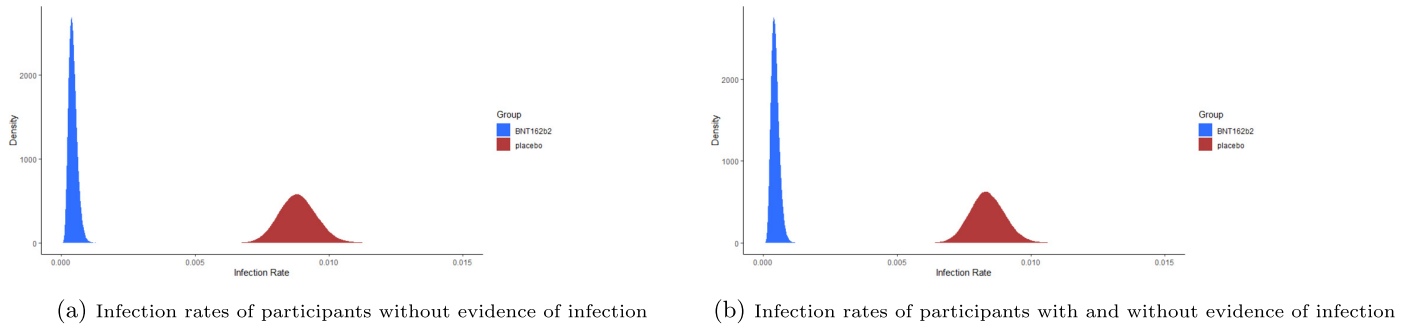 2000
1000
0
Density
0.000 0.005 0.010 0.015
Infection Rate
Group
BNT162b2
placebo
(a) Infection rates of participants without evidence of infection
2000
1000
0
Density
0.000 0.005 0.010 0.015
Infection Rate
Group
BNT162b2
placebo
(b) Infection rates of participants with and without evidence of infection